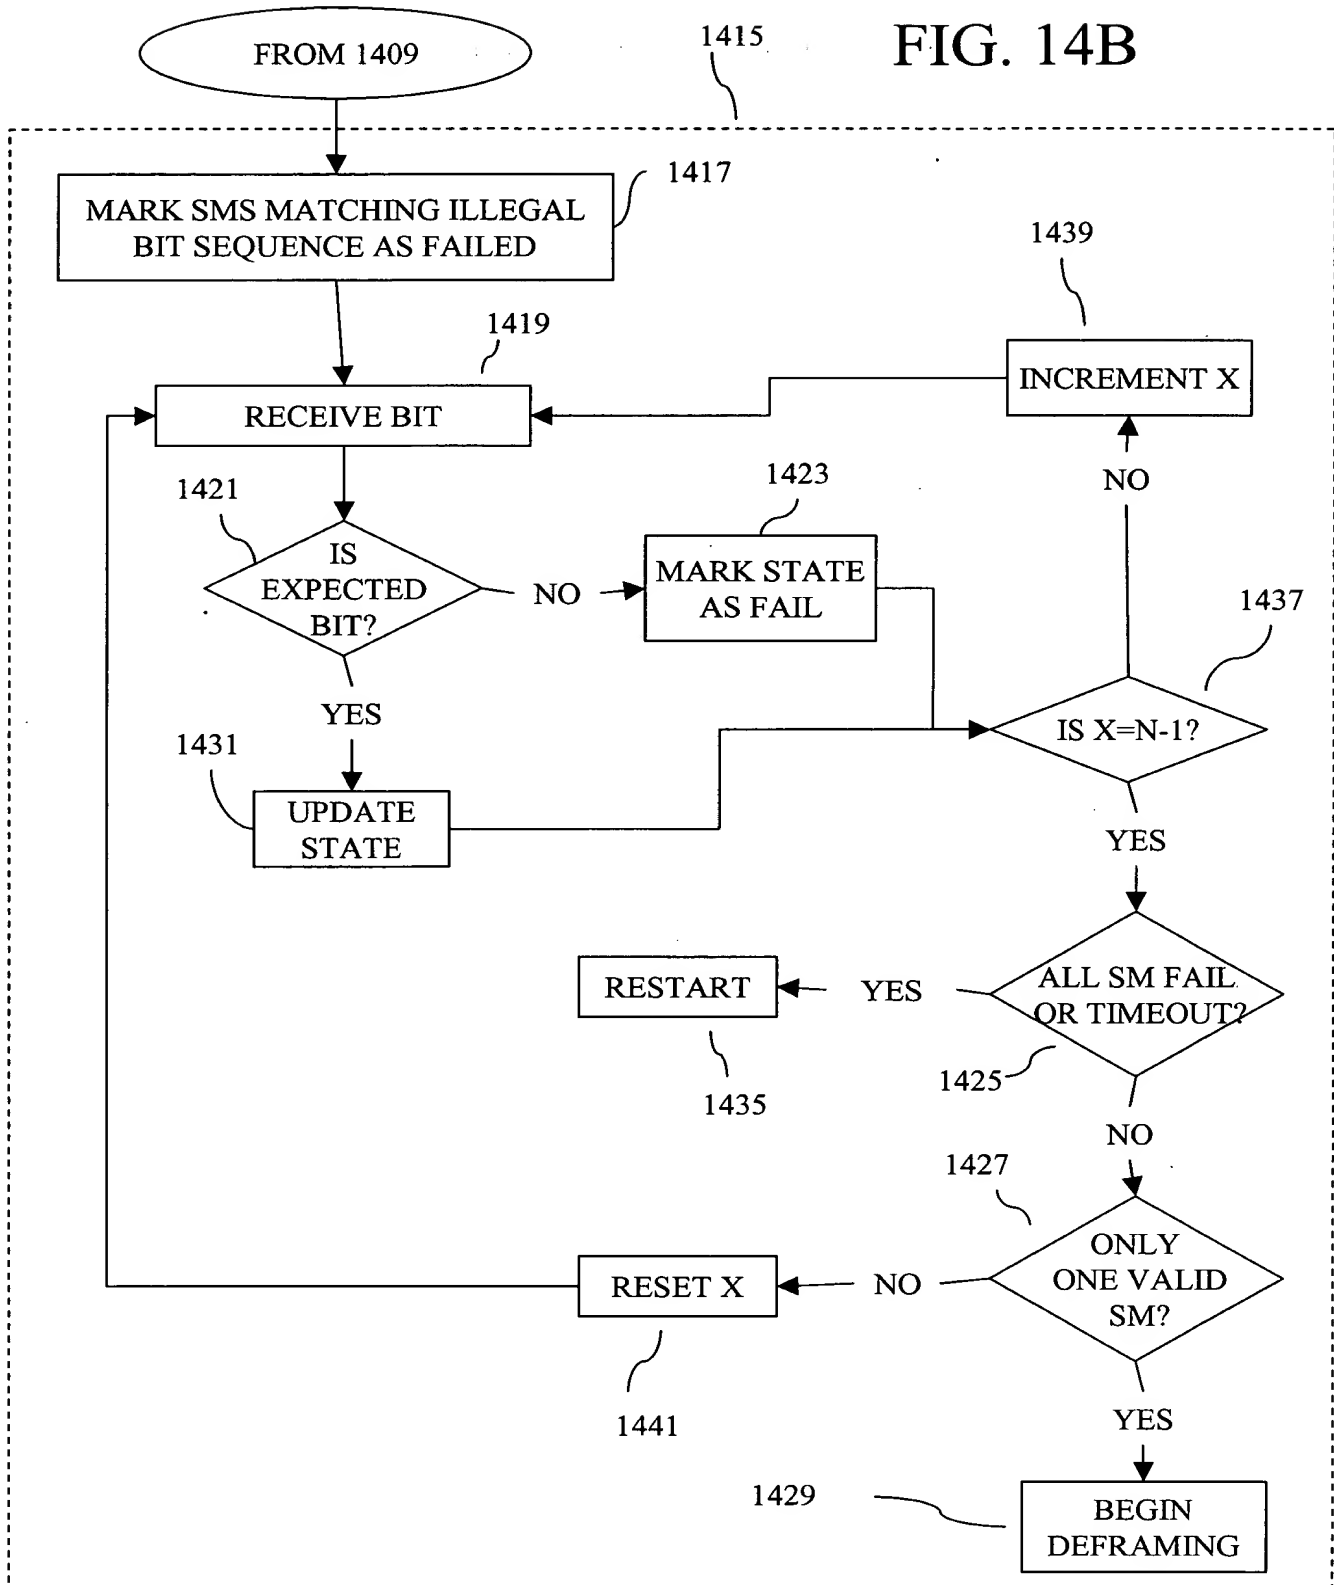 FROM 1409
1415
FIG. 14B
1417
MARK SMS MATCHING ILLEGAL
BIT SEQUENCE AS FAILED
1439
1419
INCREMENT X
RECEIVE BIT
NO
1421
1423
IS
EXPECTED
BIT?
NO
MARK STATE
AS FAIL
1437
YES
IS X=N-1?
1431
UPDATE
STATE
YES
ALL SM FAIL
OR TIMEOUT?
YES
RESTART
1425
1435
NO
1427
ONLY
ONE VALID
SM?
NO
RESET X
1441
YES
1429
BEGIN
DEFRAMING